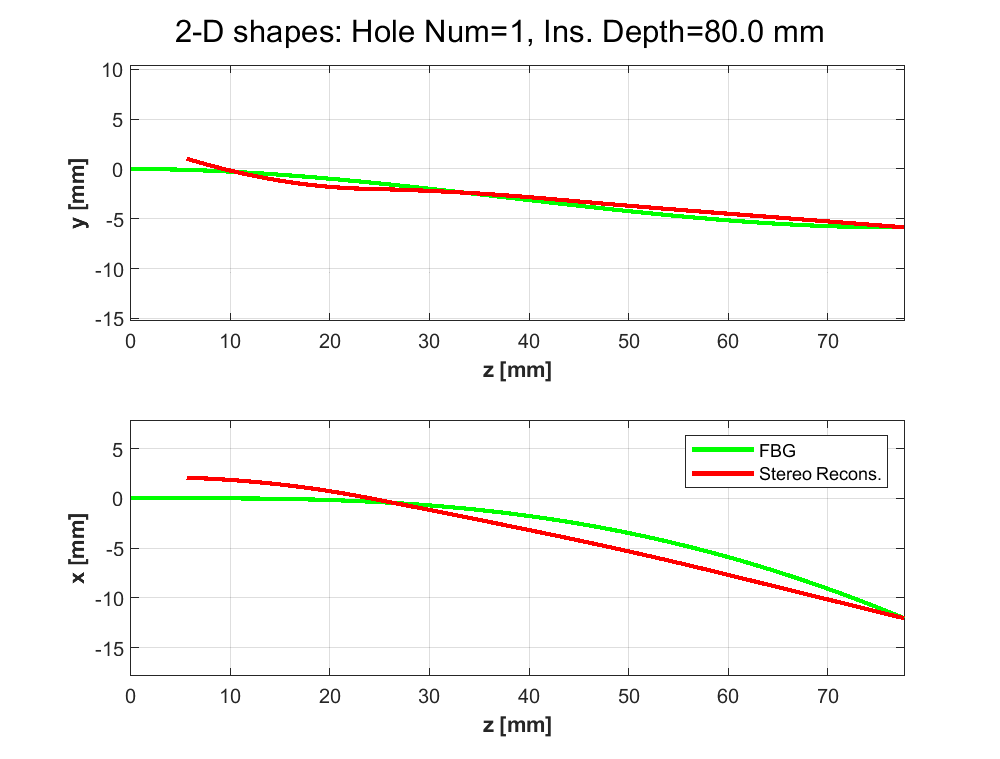 2-D shapes: Hole Num=1, Ins. Depth=80.0 mm
10
5
0
-5
-10
-15
y [mm]
0 10 20 30 40 50 60 70
z [mm]
5
0
-5
-10
-15
x [mm]
FBG
Stereo Recons.
0 10 20 30 40 50 60 70
z [mm]